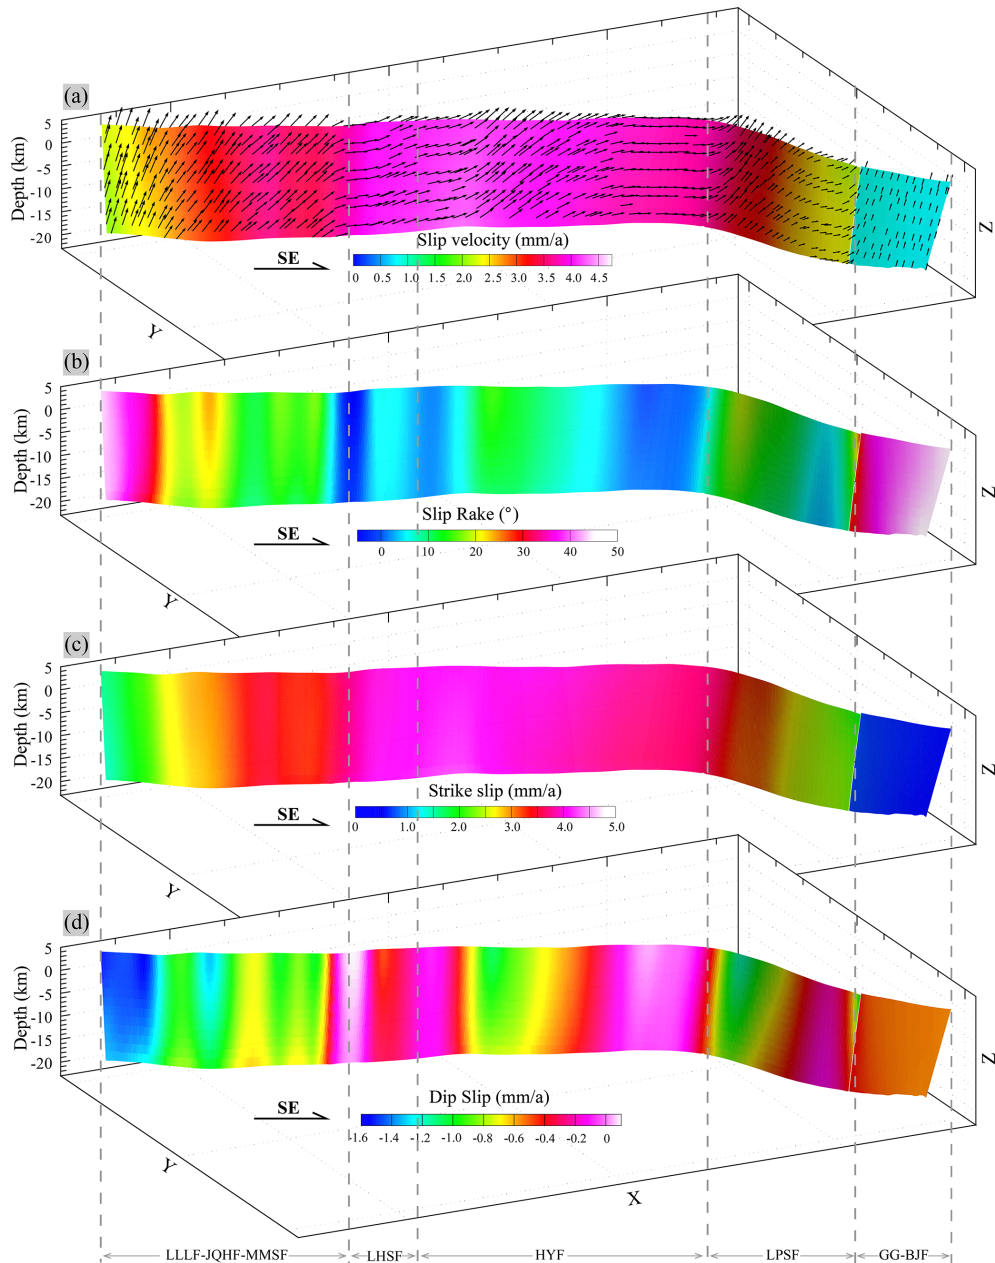 (a)
5
0
-5
-10
-15
-20
Depth (km)
Slip velocity (mm/a)
0 0.5 1.0 1.5 2.0 2.5 3.0 3.5 4.0 4.5
SE
Y
Z
(b)
5
0
-5
-10
-15
-20
Depth (km)
Slip Rake (°)
0 10 20 30 40 50
SE
Y
Z
(c)
5
0
-5
-10
-15
-20
Depth (km)
Strike slip (mm/a)
0 1.0 2.0 3.0 4.0 5.0
SE
Y
Z
(d)
5
0
-5
-10
-15
-20
Depth (km)
Dip Slip (mm/a)
-1.6 -1.4 -1.2 -1.0 -0.8 -0.6 -0.4 -0.2 0
SE
Y
Z
X
LLLF-JQHF-MMSF LHSF HYF LPSF GG-BJF